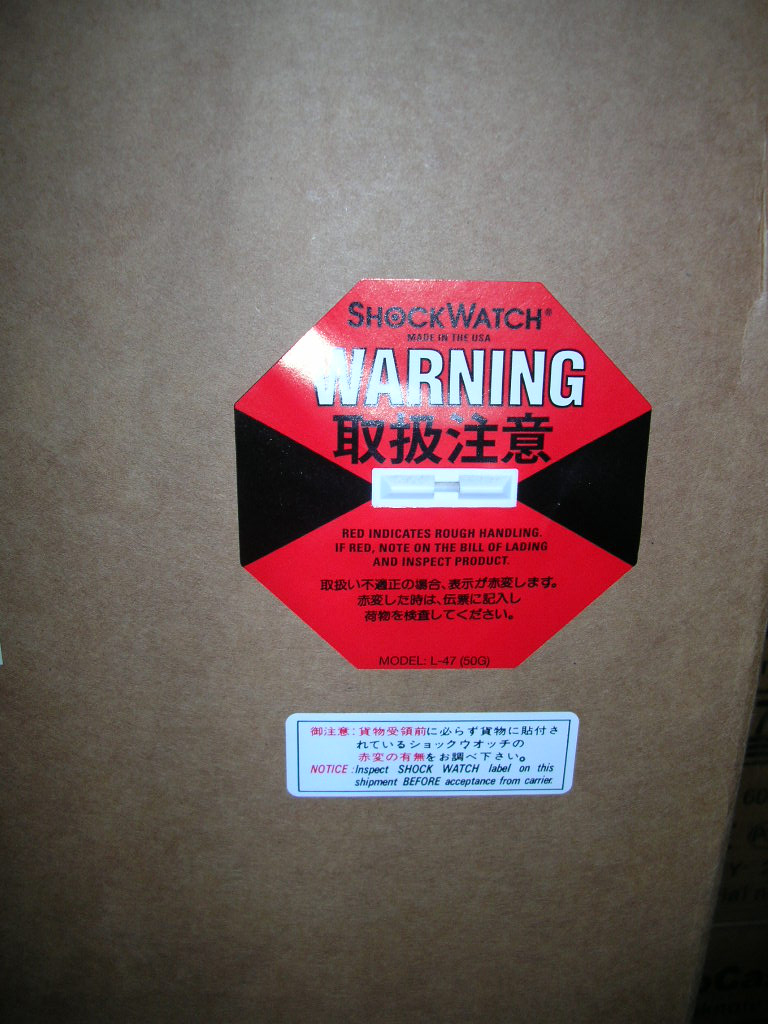 SHOCKWATCH®
MADE IN THE USA
WARNING
取扱注意
RED INDICATES ROUGH HANDLING.
IF RED, NOTE ON THE BILL OF LADING
AND INSPECT PRODUCT.
取扱い不適正の場合、表示が赤変します。
赤変した時は、伝票に記入し
荷物を検査してください。
MODEL: L-47 (50G)
御注意:貨物受領前に必らず貨物に貼付さ
れているショックウオッチの
赤変の有無をお調べ下さい。
NOTICE:Inspect SHOCK WATCH label on this
shipment BEFORE acceptance from carrier.